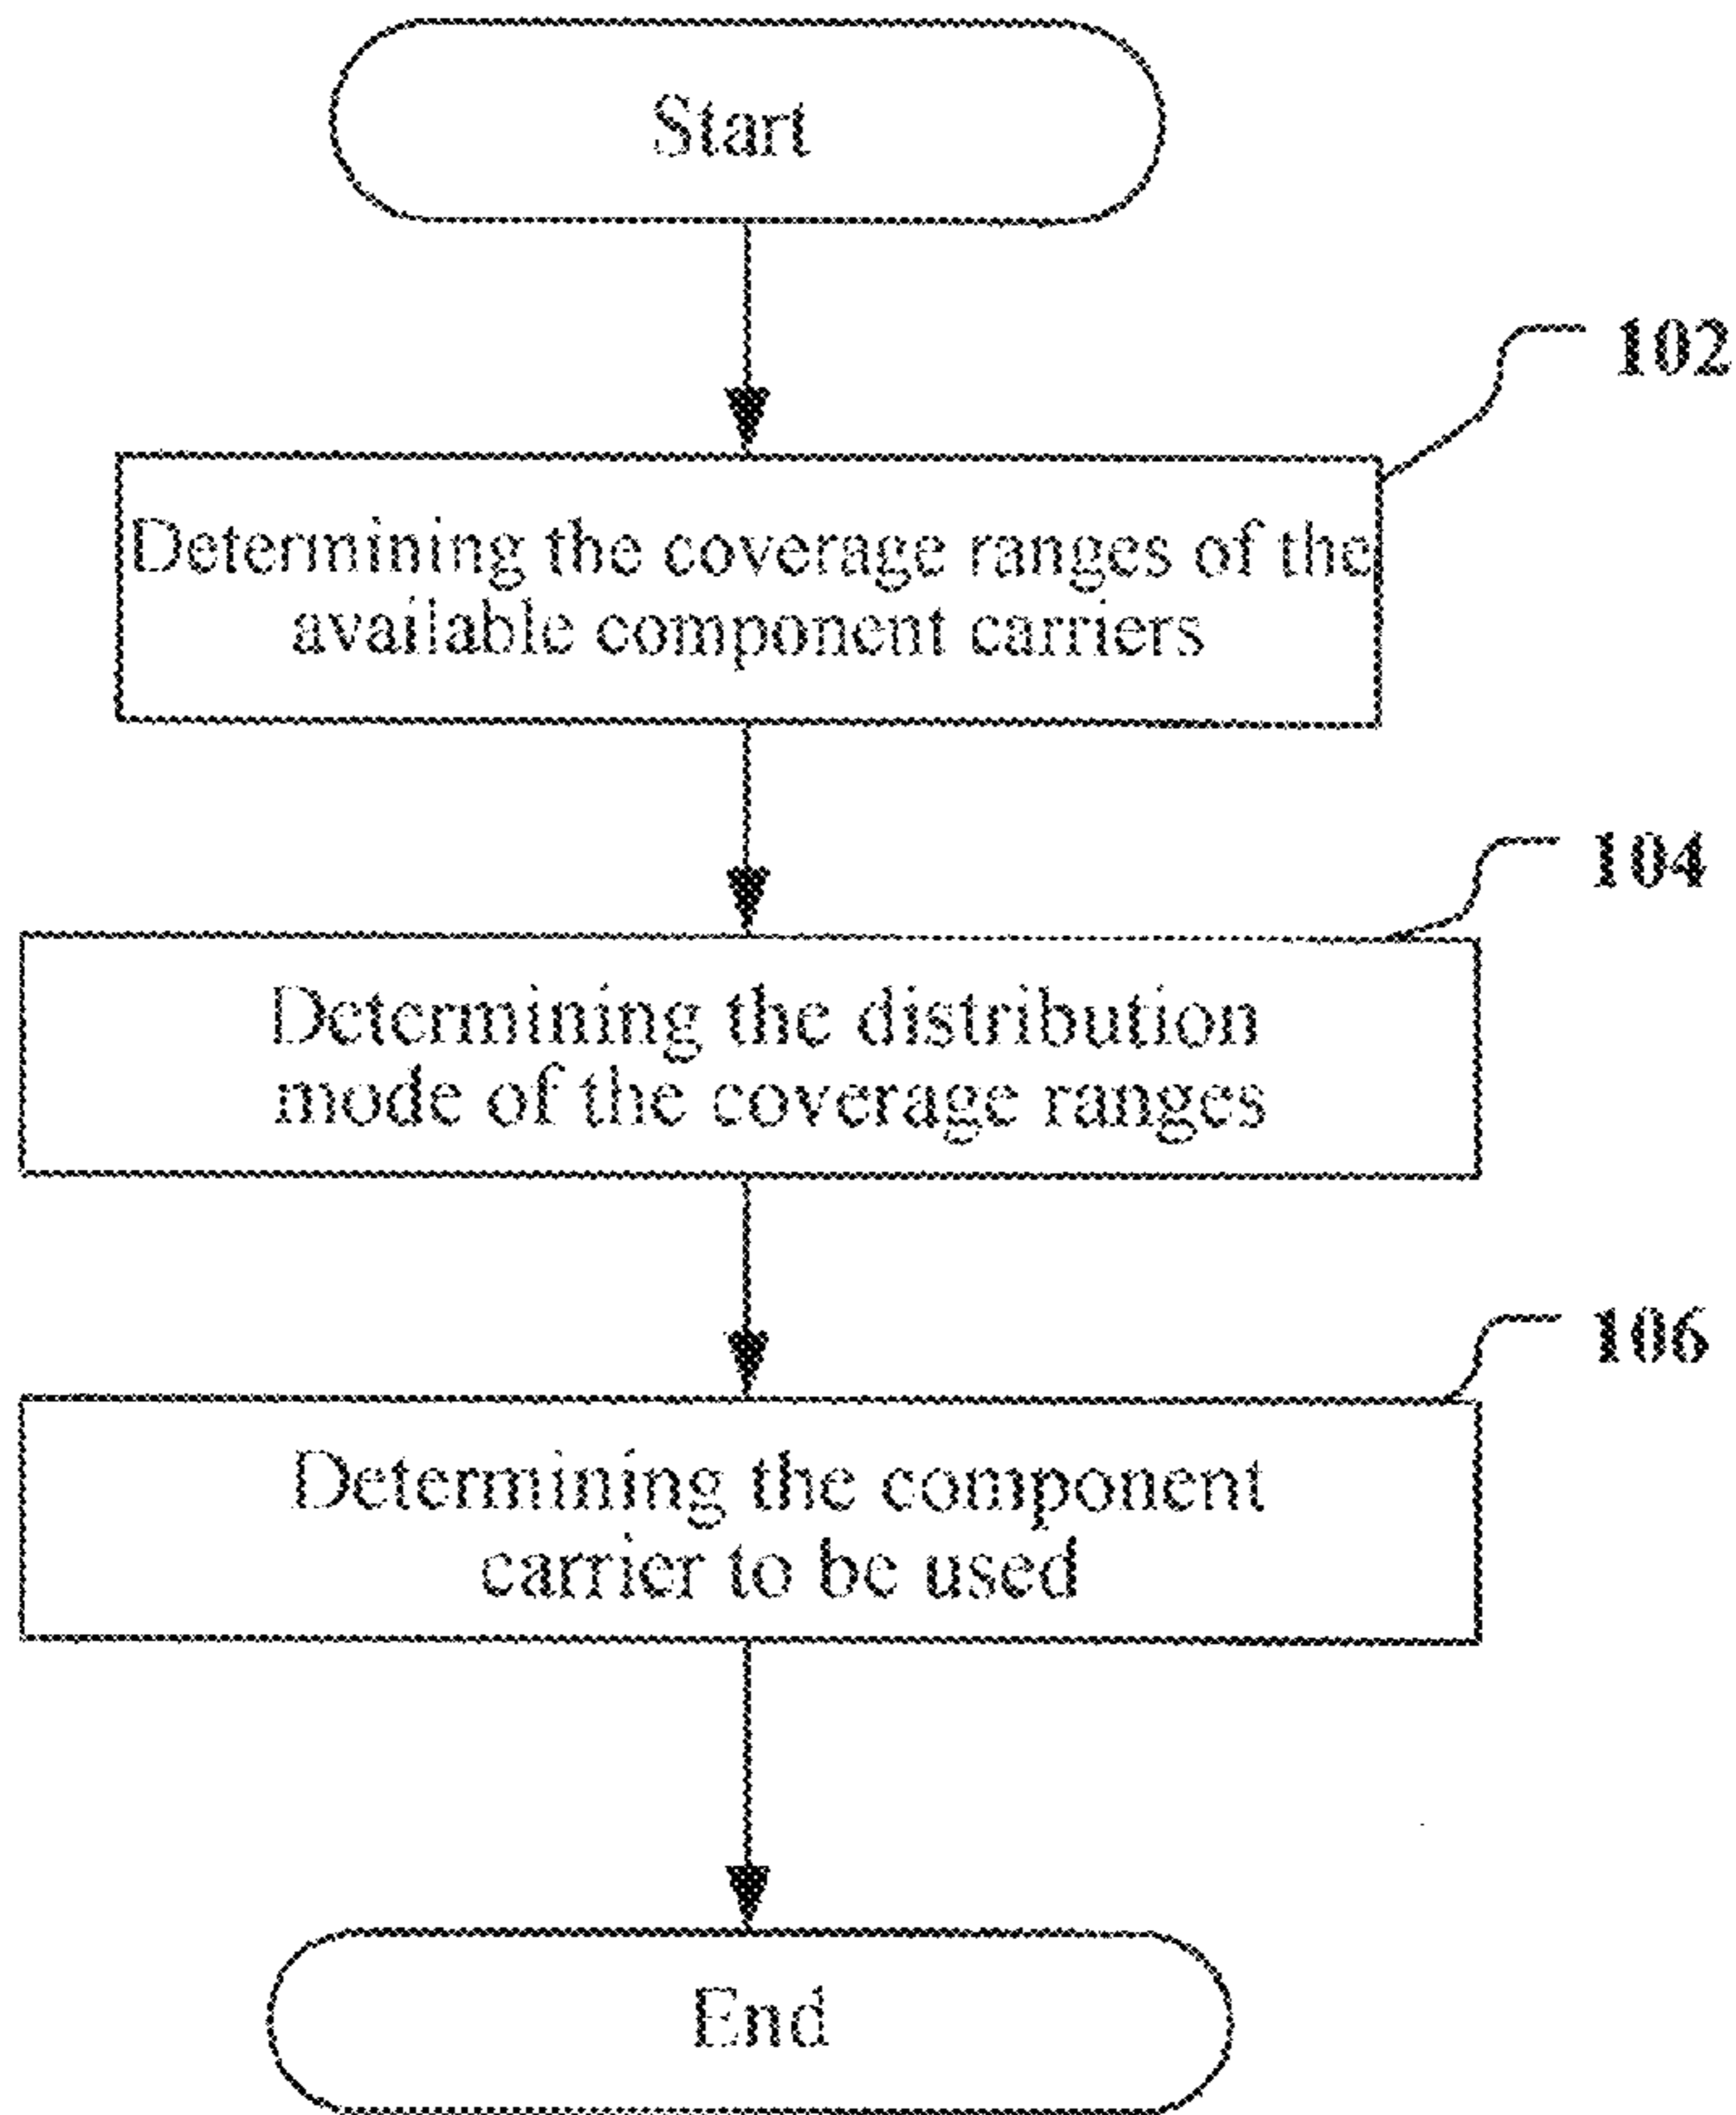 Start
102
Determining the coverage ranges of the
available component carriers
104
Determining the distribution
mode of the coverage ranges
106
Determining the component
carrier to be used
End